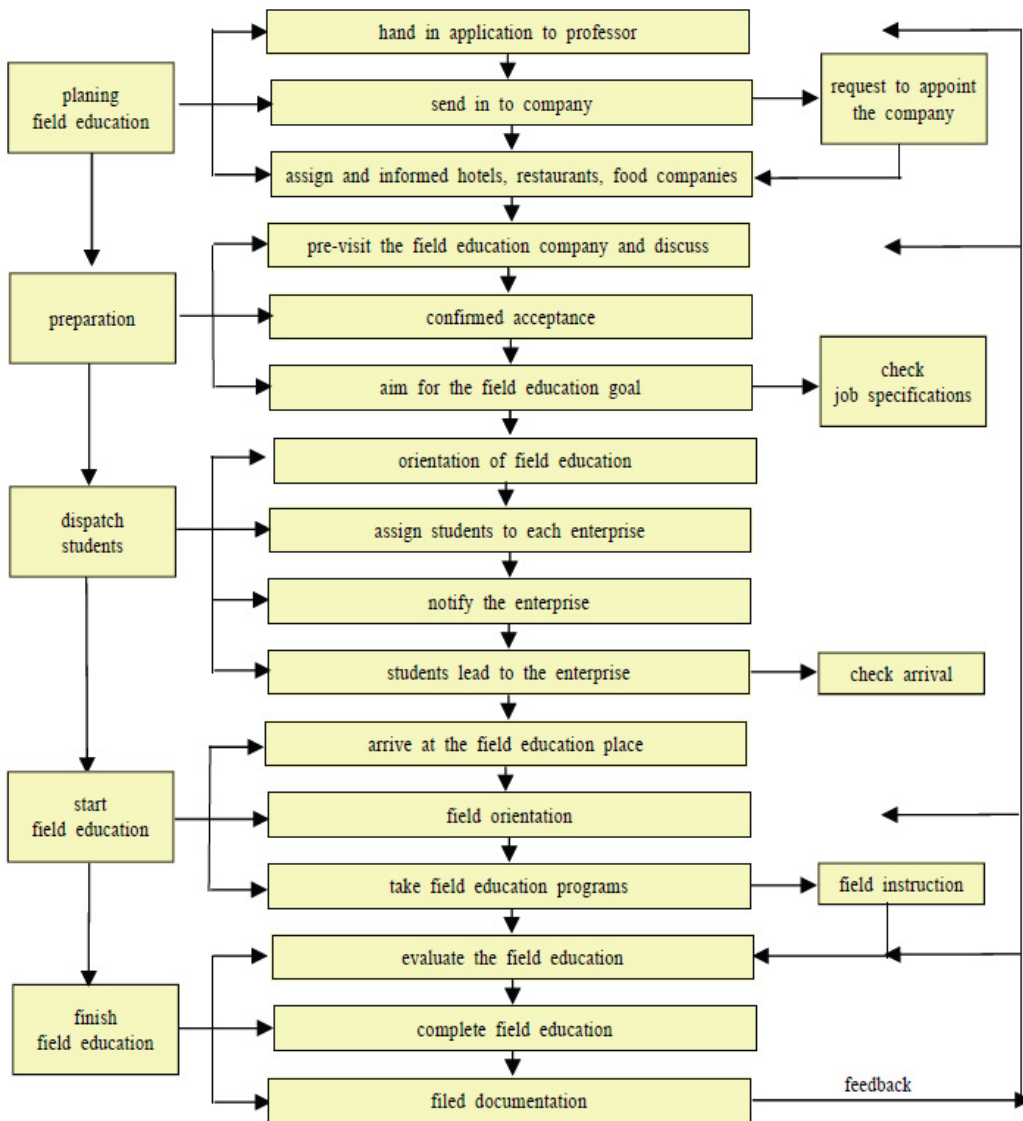 hand in application to professor
planing
field education
send in to company
request to appoint
the company
assign and informed hotels, restaurants, food companies
pre-visit the field education company and discuss
preparation
confirmed acceptance
aim for the field education goal
check
job specifications
orientation of field education
dispatch
students
assign students to each enterprise
notify the enterprise
students lead to the enterprise
check arrival
arrive at the field education place
start
field education
field orientation
take field education programs
field instruction
evaluate the field education
finish
field education
complete field education
filed documentation
feedback